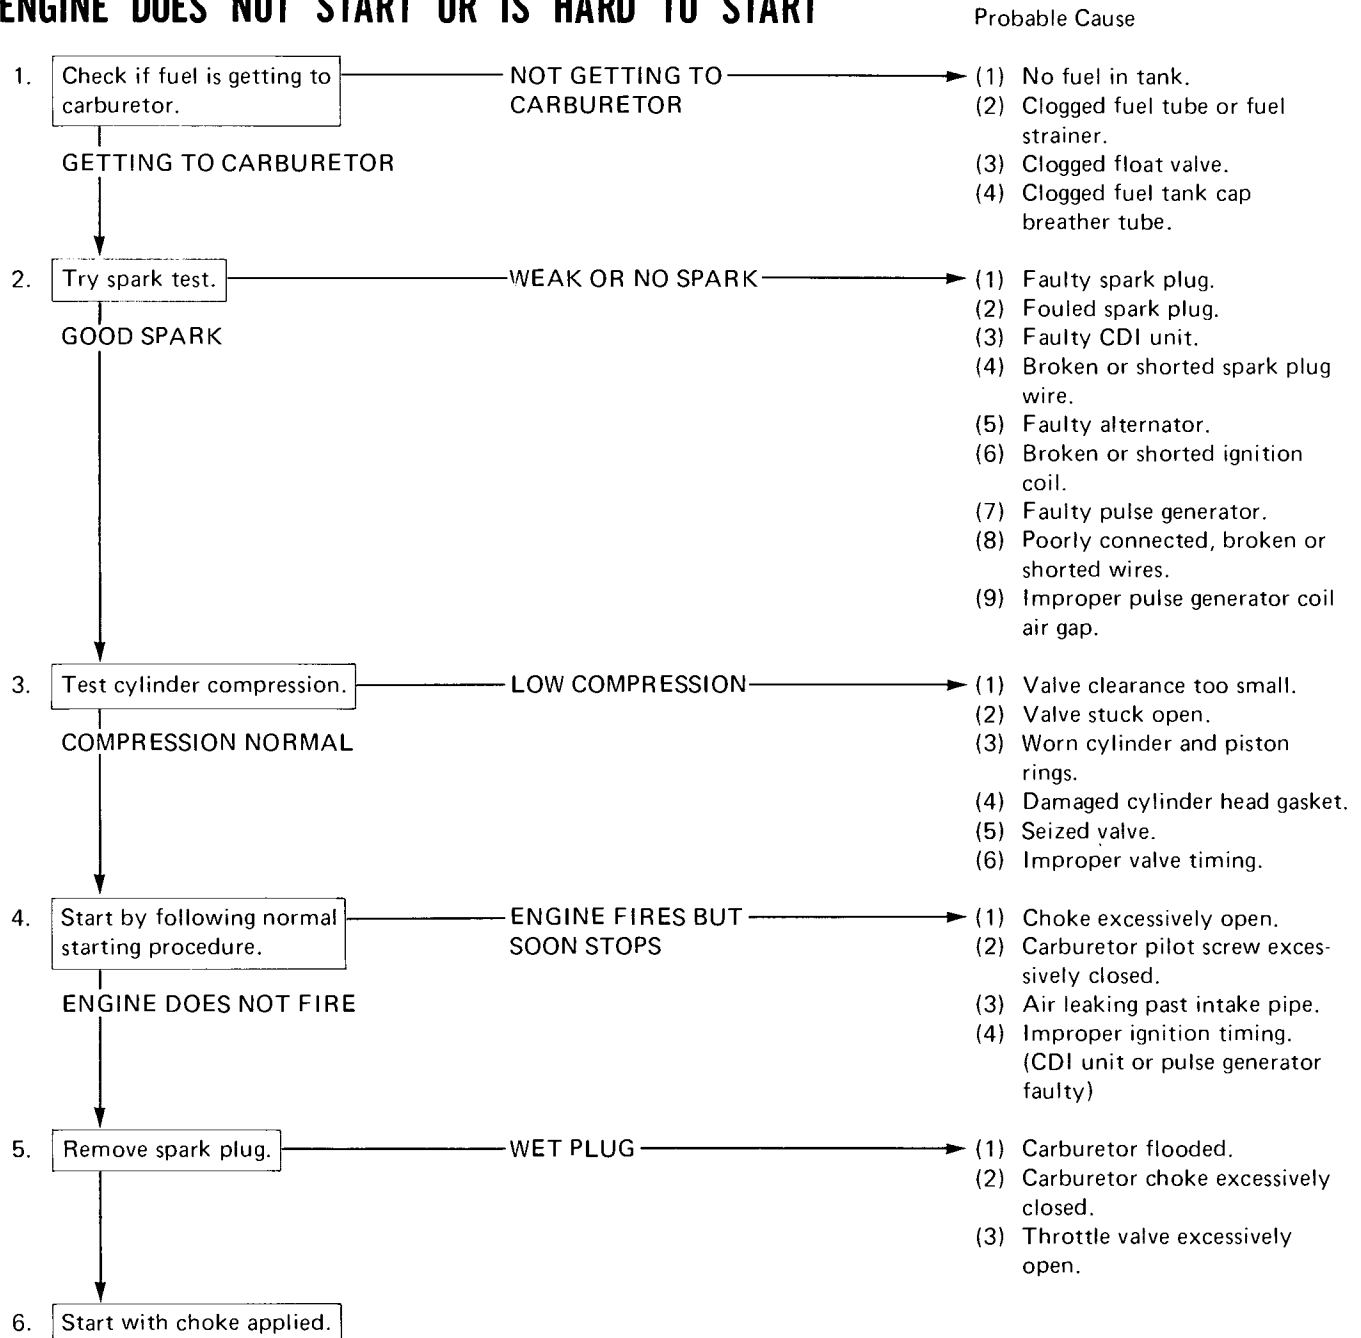 ENGINE DOES NOT START OR IS HARD TO START
Probable Cause
1. Check if fuel is getting to
carburetor.
NOT GETTING TO
CARBURETOR
(1) No fuel in tank.
(2) Clogged fuel tube or fuel
strainer.
(3) Clogged float valve.
(4) Clogged fuel tank cap
breather tube.
GETTING TO CARBURETOR
2. Try spark test.
WEAK OR NO SPARK
(1) Faulty spark plug.
(2) Fouled spark plug.
(3) Faulty CDI unit.
(4) Broken or shorted spark plug
wire.
(5) Faulty alternator.
(6) Broken or shorted ignition
coil.
(7) Faulty pulse generator.
(8) Poorly connected, broken or
shorted wires.
(9) Improper pulse generator coil
air gap.
GOOD SPARK
3. Test cylinder compression.
LOW COMPRESSION
(1) Valve clearance too small.
(2) Valve stuck open.
(3) Worn cylinder and piston
rings.
(4) Damaged cylinder head gasket.
(5) Seized valve.
(6) Improper valve timing.
COMPRESSION NORMAL
4. Start by following normal
starting procedure.
ENGINE FIRES BUT
SOON STOPS
(1) Choke excessively open.
(2) Carburetor pilot screw exces-
sively closed.
(3) Air leaking past intake pipe.
(4) Improper ignition timing.
(CDI unit or pulse generator
faulty)
ENGINE DOES NOT FIRE
5. Remove spark plug.
WET PLUG
(1) Carburetor flooded.
(2) Carburetor choke excessively
closed.
(3) Throttle valve excessively
open.
6. Start with choke applied.